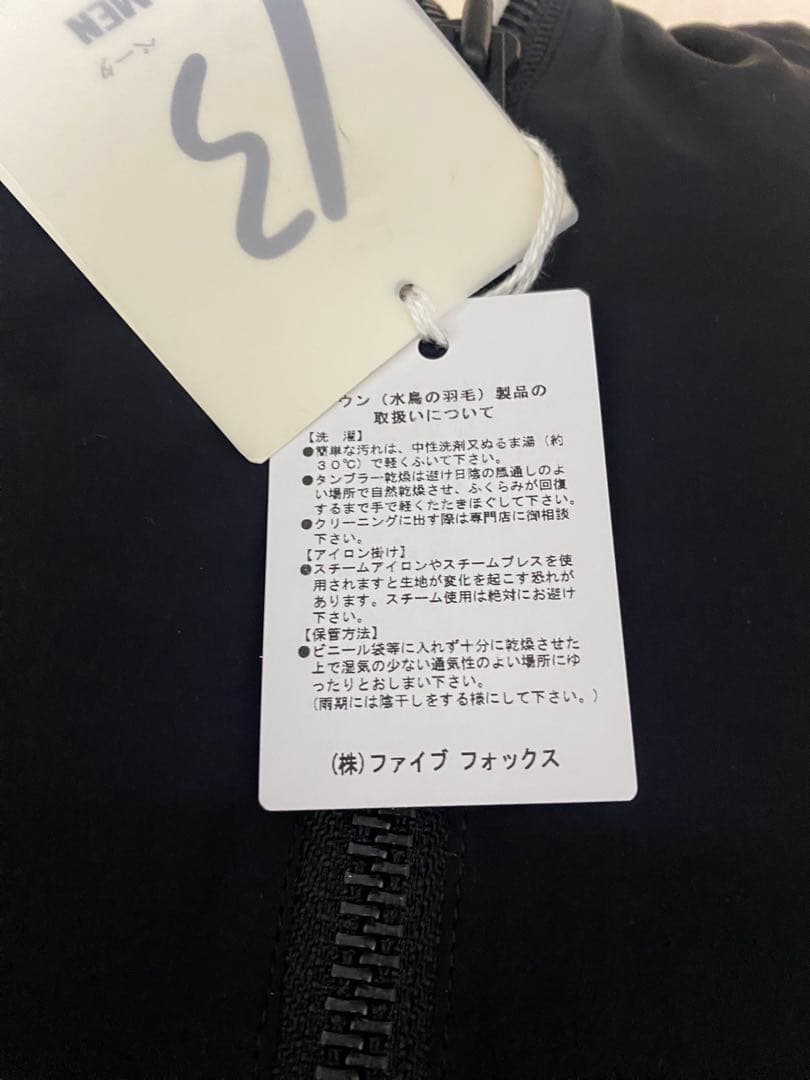 MEN
ベータ
13
ウン（水鳥の羽毛）製品の
取扱いについて
【洗　濯】
●簡単な汚れは、中性洗剤又ぬるま湯（約
３０℃）で軽くふいて下さい。
●タンブラー乾燥は避け日陰の風通しのよ
い場所で自然乾燥させ、ふくらみが回復
するまで手で軽くたたきほぐして下さい。
●クリーニングに出す際は専門店に御相談
下さい。
【アイロン掛け】
●スチームアイロンやスチームプレスを使
用されますと生地が変化を起こす恐れが
あります。スチーム使用は絶対にお避け
下さい。
【保管方法】
●ビニール袋等に入れず十分に乾燥させた
上で湿気の少ない通気性のよい場所にゆ
ったりとおしまい下さい。
（雨期には陰干しをする様にして下さい。）
(株)ファイブ フォックス